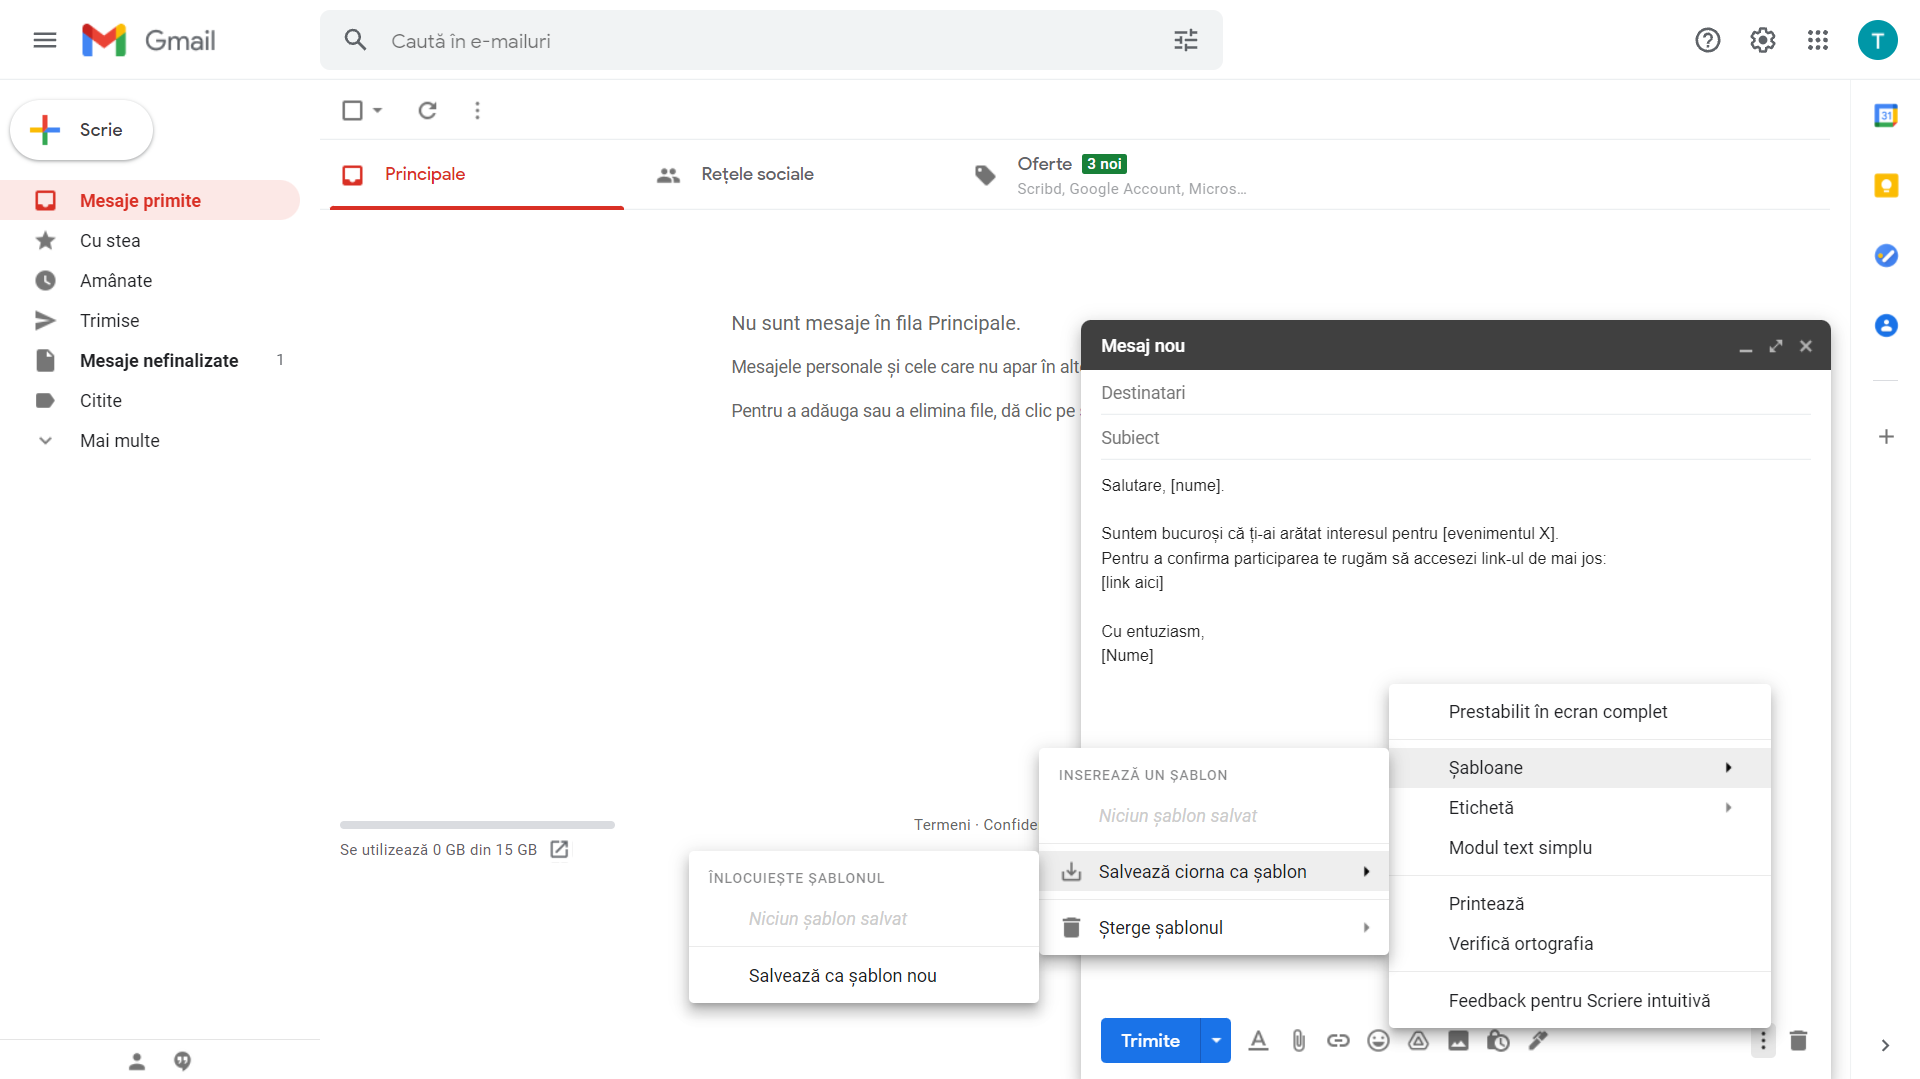 Gmail
Caută în e-mailuri
T
Scrie
Mesaje primite
Cu stea
Amânate
Trimise
Mesaje nefinalizate 1
Citite
Mai multe
Principale
Rețele sociale
Oferte 3 noi
Scribd, Google Account, Micros…
31
Nu sunt mesaje în fila Principale.
Mesajele personale și cele care nu apar în alt
Pentru a adăuga sau a elimina file, dă clic pe
Mesaj nou
Destinatari
Subiect
Salutare, [nume].
Suntem bucuroși că ți-ai arătat interesul pentru [evenimentul X].
Pentru a confirma participarea te rugăm să accesezi link-ul de mai jos:
[link aici]
Cu entuziasm,
[Nume]
Prestabilit în ecran complet
Șabloane
Etichetă
Modul text simplu
Printează
Verifică ortografia
Feedback pentru Scriere intuitivă
INSEREAZĂ UN ȘABLON
Niciun șablon salvat
Salvează ciorna ca șablon
Șterge șablonul
ÎNLOCUIEȘTE ȘABLONUL
Niciun șablon salvat
Salvează ca șablon nou
Se utilizează 0 GB din 15 GB
Termeni · Confide
Trimite